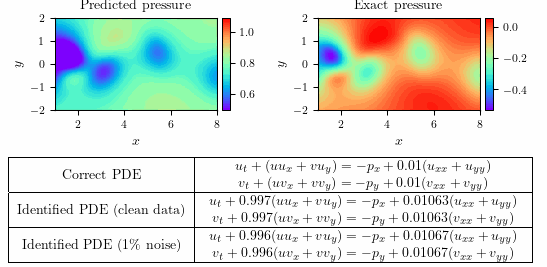 Predicted pressure
Exact pressure
2
1
0
−1
−2
y
2
4
6
8
x
1.0
0.8
0.6
2
1
0
−1
−2
y
2
4
6
8
x
0.0
−0.2
−0.4
Correct PDE
u_t + (uu_x + vu_y) = −p_x + 0.01(u_xx + u_yy)
v_t + (uv_x + vv_y) = −p_y + 0.01(v_xx + v_yy)
Identified PDE (clean data)
u_t + 0.997(uu_x + vu_y) = −p_x + 0.01063(u_xx + u_yy)
v_t + 0.997(uv_x + vv_y) = −p_y + 0.01063(v_xx + v_yy)
Identified PDE (1% noise)
u_t + 0.996(uu_x + vu_y) = −p_x + 0.01067(u_xx + u_yy)
v_t + 0.996(uv_x + vv_y) = −p_y + 0.01067(v_xx + v_yy)